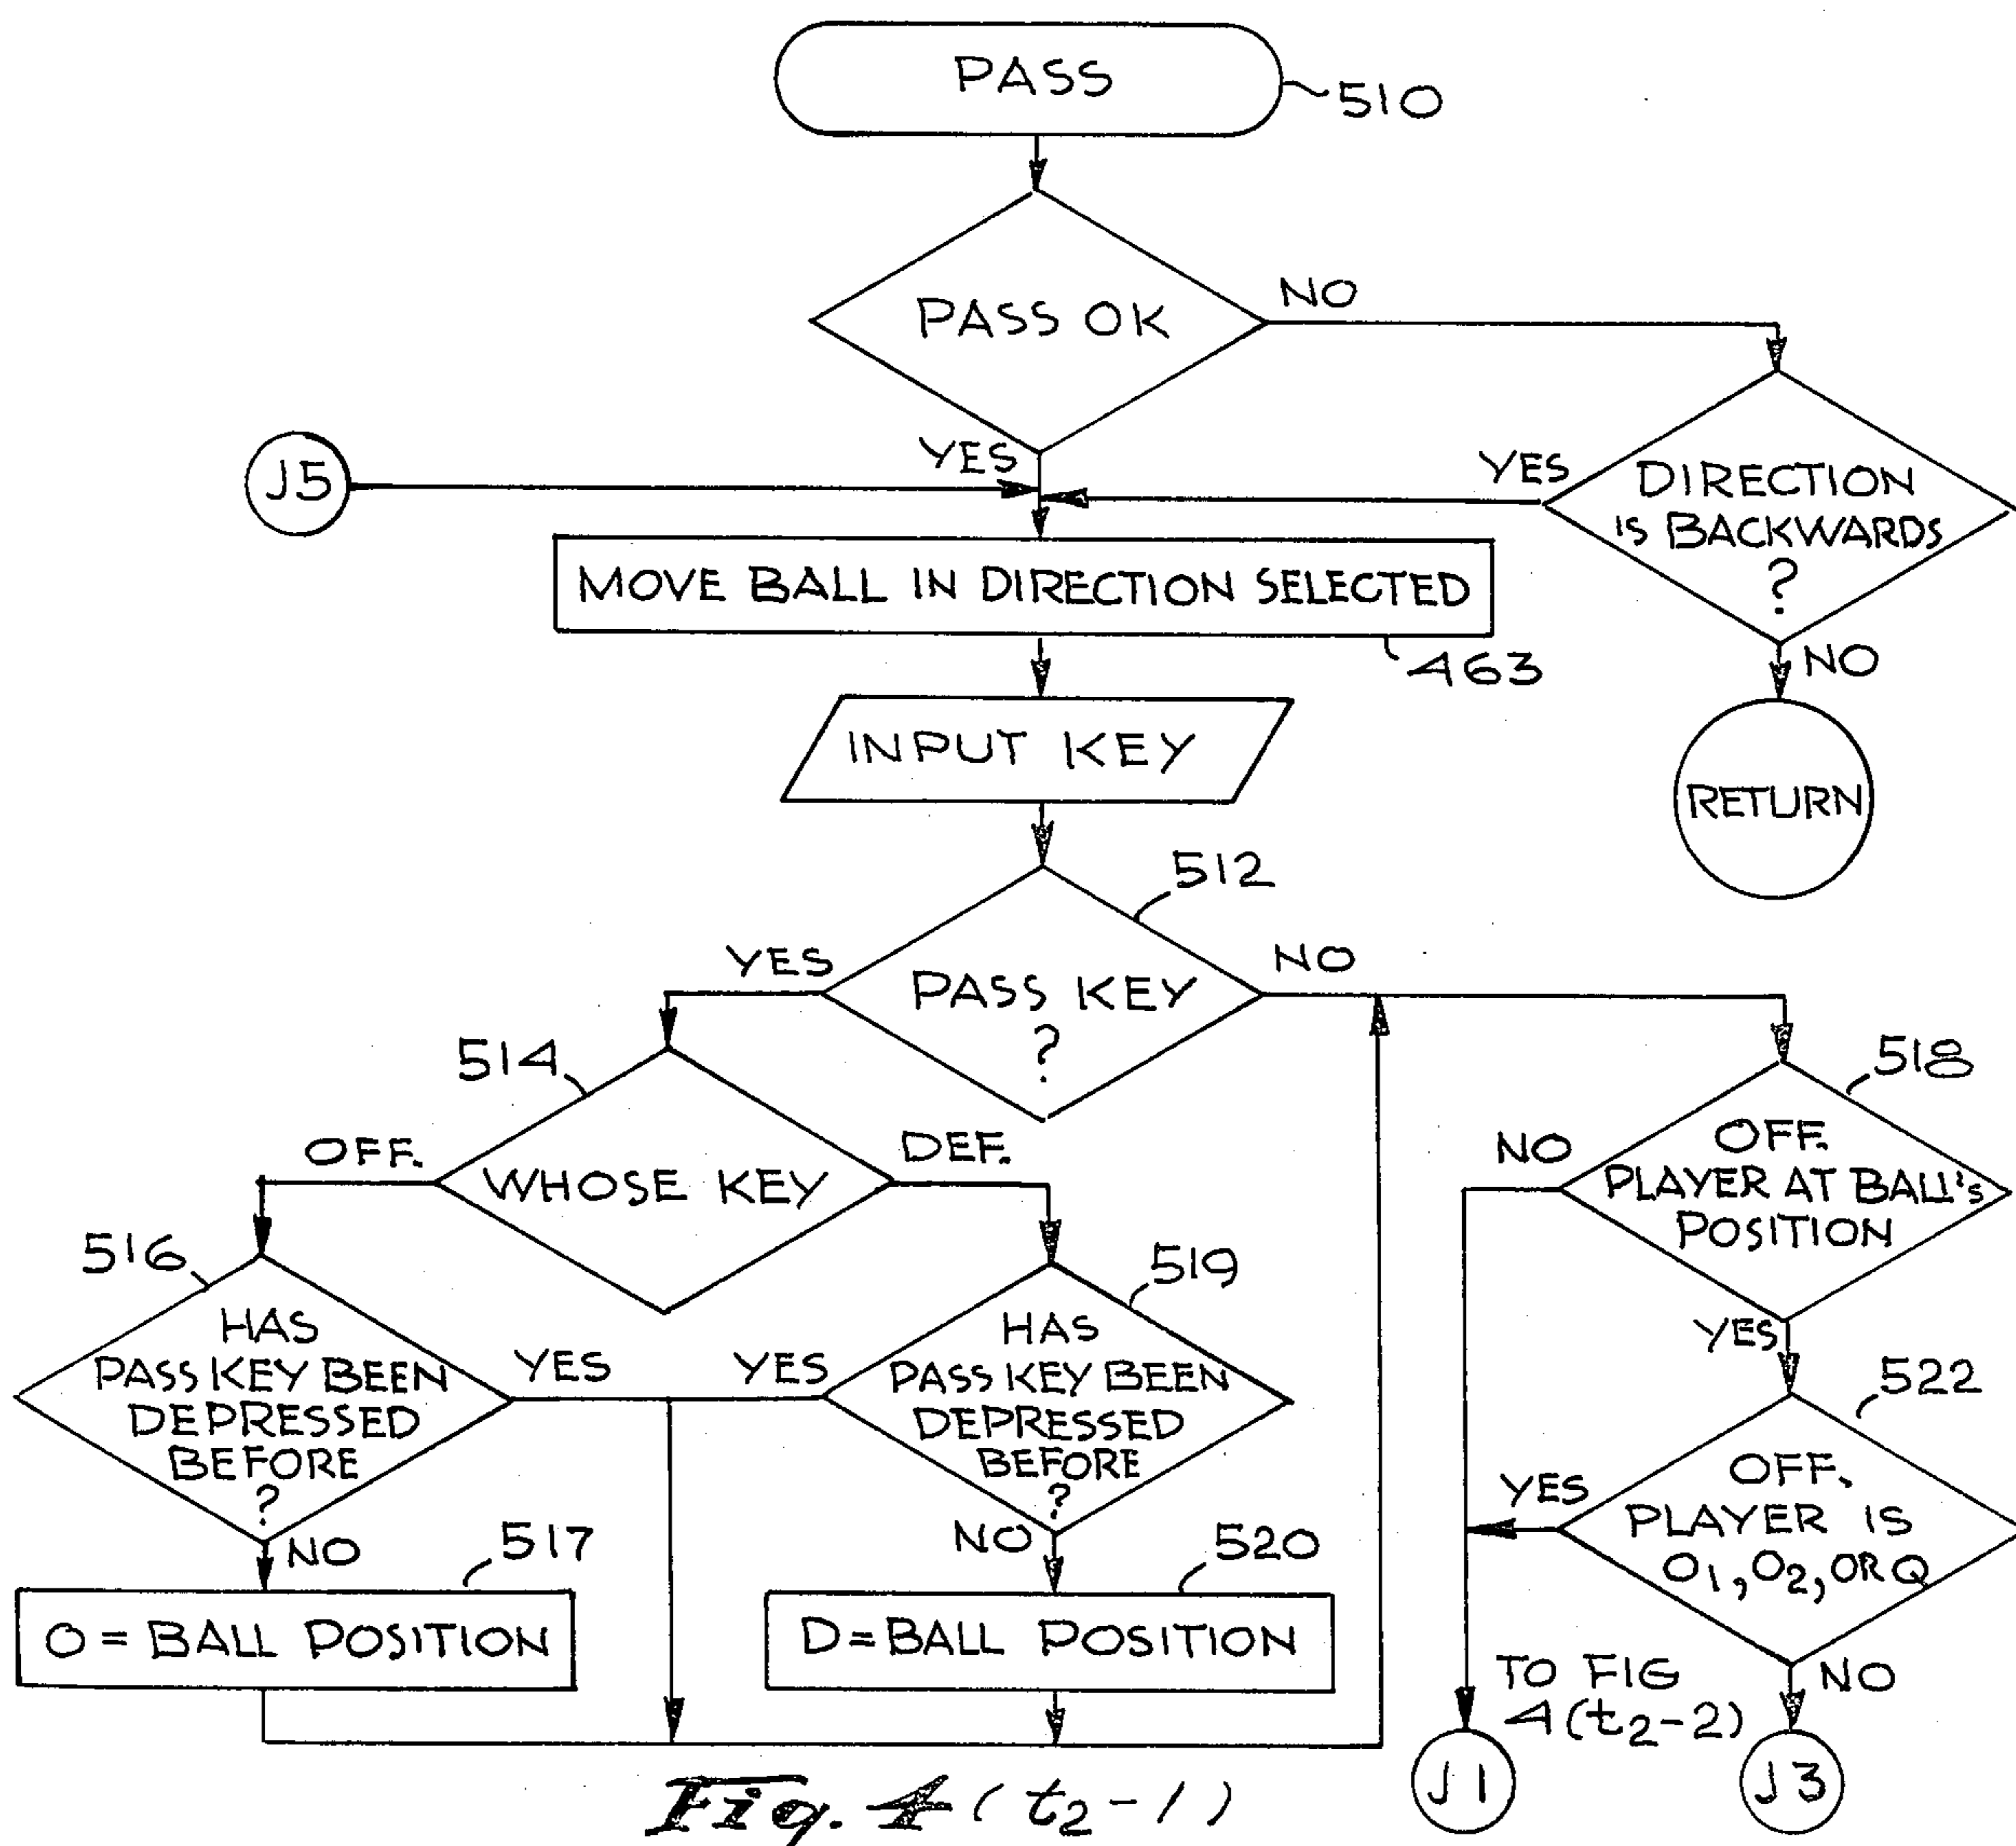 PASS
510
PASS OK
NO
YES
J5
YES
DIRECTION
IS BACKWARDS
?
MOVE BALL IN DIRECTION SELECTED
463
NO
INPUT KEY
RETURN
512
YES
NO
PASS KEY
?
514
518
OFF.
DEF.
WHOSE KEY
NO
OFF.
PLAYER AT BALL'S
POSITION
516
519
HAS
PASS KEY BEEN
DEPRESSED
BEFORE
?
YES
YES
HAS
PASS KEY BEEN
DEPRESSED
BEFORE
?
YES
522
YES
OFF.
PLAYER IS
O1, O2, OR Q
NO
517
NO
520
O = BALL POSITION
D = BALL POSITION
TO FIG
4(t2-2)
NO
J1
J3
Fig. 4 (t2-1)